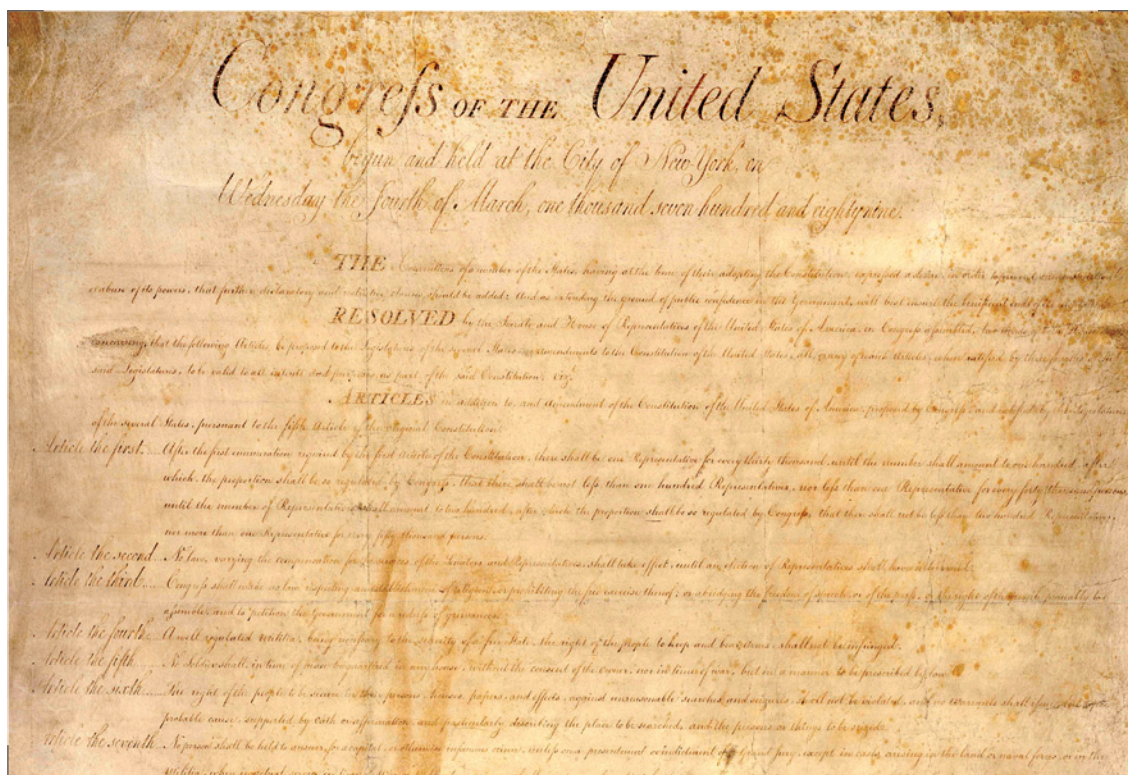 Congreſs OF THE United States,
begun and held at the City of New York, on
Wednesday the Fourth of March, one thousand seven hundred and eighty nine.
THE Conventions of a number of the States, having at the time of their adopting the Constitution, expressed a desire, in order to prevent
abuse of its powers, that further declaratory and restrictive clauses should be added: And as extending the ground of public confidence in the Government, will best ensure the beneficent ends of its
RESOLVED by the Senate and House of Representatives of the United States of America, in Congress assembled, two thirds of
concurring, that the following Articles be proposed to the Legislatures of the several States, as amendments to the Constitution of the United States, all, or any of which Articles, when ratified by three fourths of the
said Legislatures, to be valid to all intents and purposes, as part of the said Constitution; viz.
ARTICLES in addition to, and Amendment of the Constitution of the United States of America, proposed by Congress, and ratified by the Legislatures
of the several States, pursuant to the fifth Article of the original Constitution.
Article the first.... After the first enumeration required by the first Article of the Constitution, there shall be one Representative for every thirty thousand, until the number shall amount to one hundred, after
which, the proportion shall be so regulated by Congress, that there shall be not less than one hundred Representatives, nor less than one Representative for every forty thousand persons,
until the number of Representatives shall amount to two hundred, after which the proportion shall be so regulated by Congress, that there shall not be less than two hundred Representatives,
nor more than one Representative for every fifty thousand persons.
Article the second... No law, varying the compensation for the services of the Senators and Representatives, shall take effect, until an election of Representatives shall have intervened.
Article the third.... Congress shall make no law respecting an establishment of religion, or prohibiting the free exercise thereof; or abridging the freedom of speech, or of the press, or the right of the people peaceably to
assemble, and to petition the Government for a redress of grievances.
Article the fourth.. A well regulated militia, being necessary to the security of a free State, the right of the people to keep and bear arms, shall not be infringed.
Article the fifth..... No Soldier shall, in time of peace be quartered in any house, without the consent of the owner, nor in time of war, but in a manner to be prescribed by law.
Article the sixth..... The right of the people to be secure in their persons, houses, papers, and effects, against unreasonable searches and seizures, shall not be violated, and no warrants shall issue, but upon
probable cause, supported by oath or affirmation, and particularly describing the place to be searched, and the persons or things to be seized.
Article the seventh.. No person shall be held to answer for a capital, or otherwise infamous crime, unless on a presentment or indictment of a Grand Jury, except in cases arising in the land or naval forces, or in the
Militia, when in actual service in